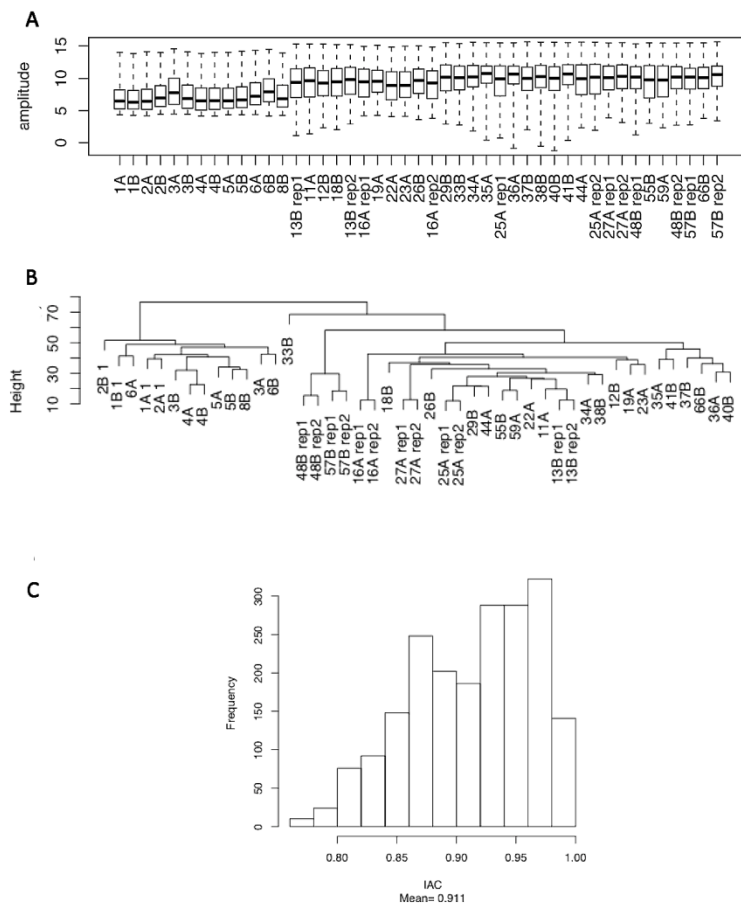 A
amplitude
15
10
5
0
1A
1B
2A
2B
3A
3B
4A
4B
5A
5B
6A
6B
8B
13B rep1
11A
12B
18B
13B rep2
16A rep1
19A
22A
23A
26B
16A rep2
29B
33B
34A
35A
25A rep1
36A
37B
38B
40B
41B
44A
25A rep2
27A rep1
27A rep2
48B rep1
55B
59A
48B rep2
57B rep1
66B
57B rep2
B
Height
70
50
30
10
2B 1
1B 1
6A
1A 1
2A 1
3B
4A
4B
5A
5B
8B
3A
6B
33B
48B rep1
48B rep2
57B rep1
57B rep2
16A rep1
16A rep2
18B
27A rep1
27A rep2
26B
25A rep1
25A rep2
29B
44A
55B
59A
22A
11A
13B rep1
13B rep2
34A
38B
12B
19A
23A
35A
41B
37B
66B
36A
40B
C
Frequency
300
250
200
150
100
50
0
0.80 0.85 0.90 0.95 1.00
IAC
Mean= 0.911